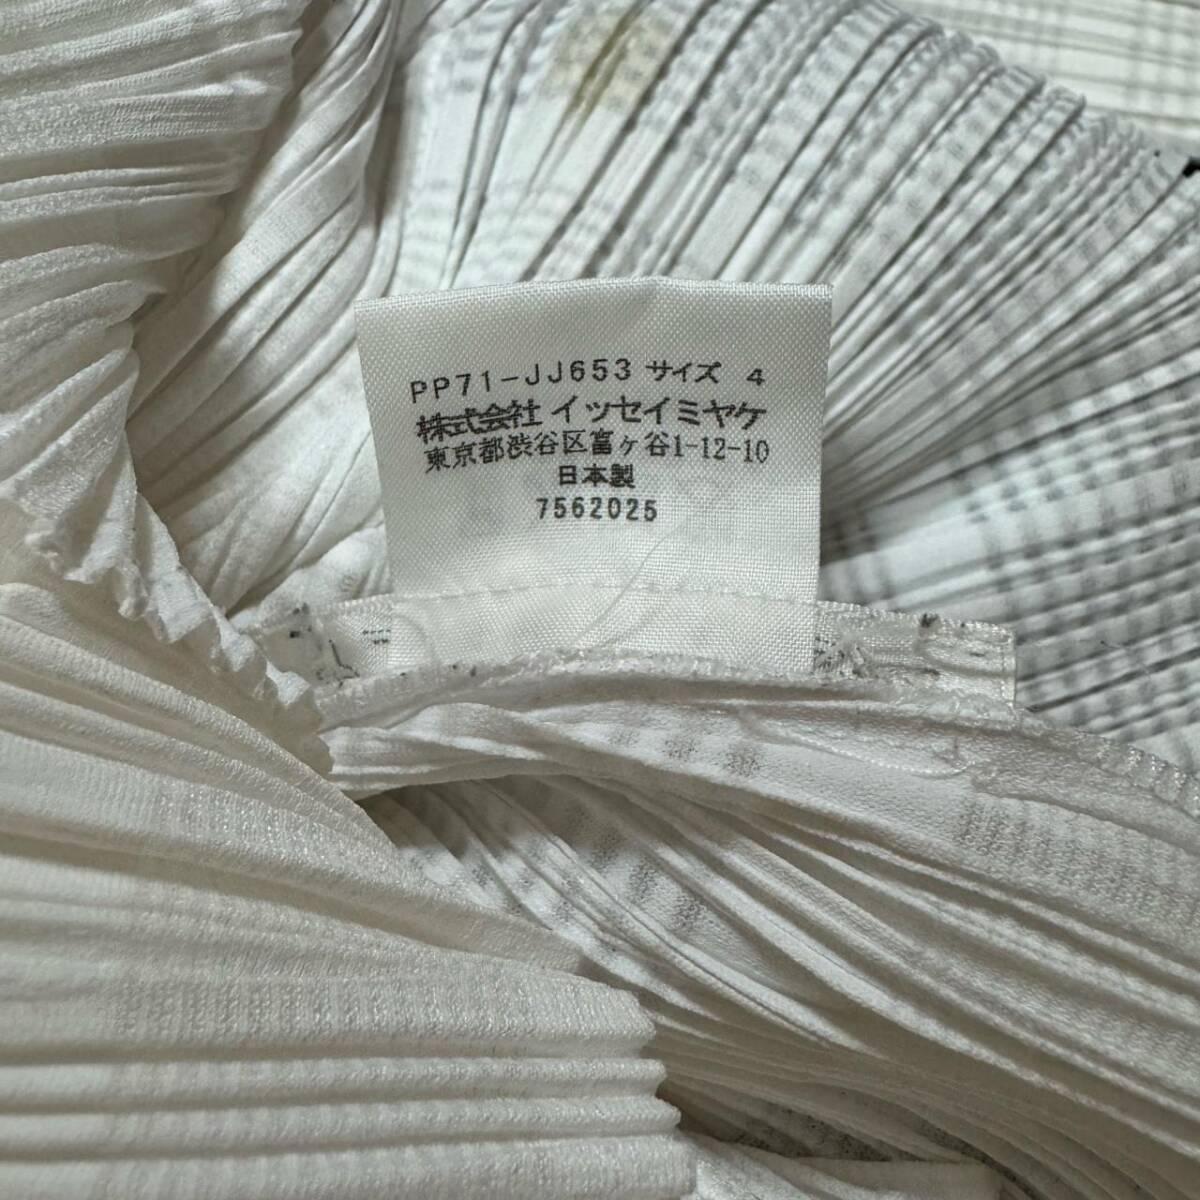 PP71-JJ653 サイズ 4
株式会社 イッセイミヤケ
東京都渋谷区富ヶ谷1-12-10
日本製
7562025